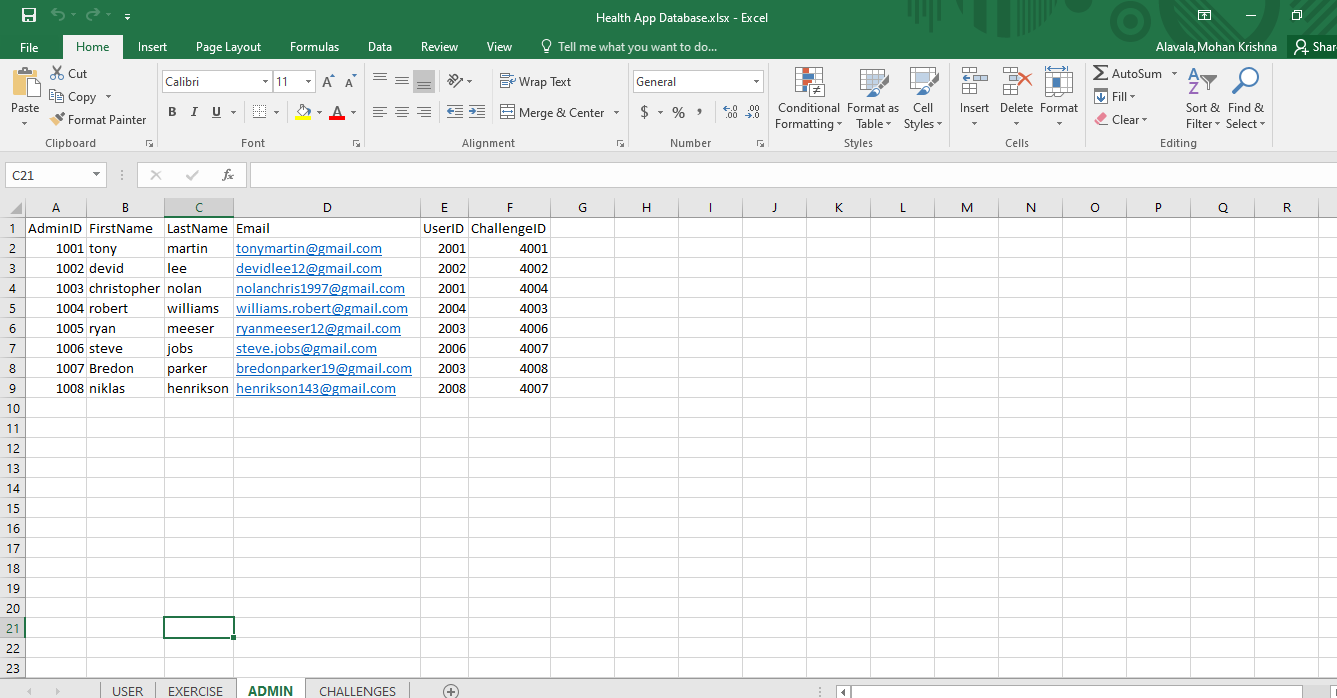 Health App Database.xlsx - Excel
File Home Insert Page Layout Formulas Data Review View Tell me what you want to do... Alavala,Mohan Krishna Shar
Cut
Copy
Format Painter
Paste
Clipboard
Calibri 11 A A
B I U A
Font
Wrap Text
Merge & Center
Alignment
General
$ % , .0 .00 .00 .0
Number
Conditional Formatting Format as Table Cell Styles
Styles
Insert Delete Format
Cells
AutoSum
Fill
Clear
Sort & Filter Find & Select
Editing
C21 fx
A B C D E F G H I J K L M N O P Q R
1 AdminID FirstName LastName Email UserID ChallengeID
2 1001 tony martin tonymartin@gmail.com 2001 4001
3 1002 devid lee devidlee12@gmail.com 2002 4002
4 1003 christopher nolan nolanchris1997@gmail.com 2001 4004
5 1004 robert williams williams.robert@gmail.com 2004 4003
6 1005 ryan meeser ryanmeeser12@gmail.com 2003 4006
7 1006 steve jobs steve.jobs@gmail.com 2006 4007
8 1007 Bredon parker bredonparker19@gmail.com 2003 4008
9 1008 niklas henrikson henrikson143@gmail.com 2008 4007
10
11
12
13
14
15
16
17
18
19
20
21
22
23
USER EXERCISE ADMIN CHALLENGES